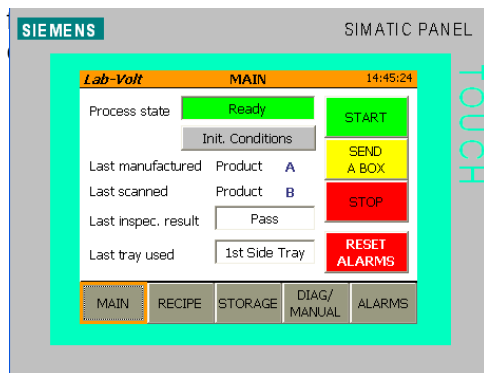 SIEMENS SIMATIC PANEL
TOUCH
Lab-Volt MAIN 14:45:24
Process state Ready
START
Init. Conditions
SEND
A BOX
Last manufactured Product A
Last scanned Product B
STOP
Last inspec. result Pass
Last tray used 1st Side Tray
RESET
ALARMS
MAIN RECIPE STORAGE DIAG/
MANUAL ALARMS